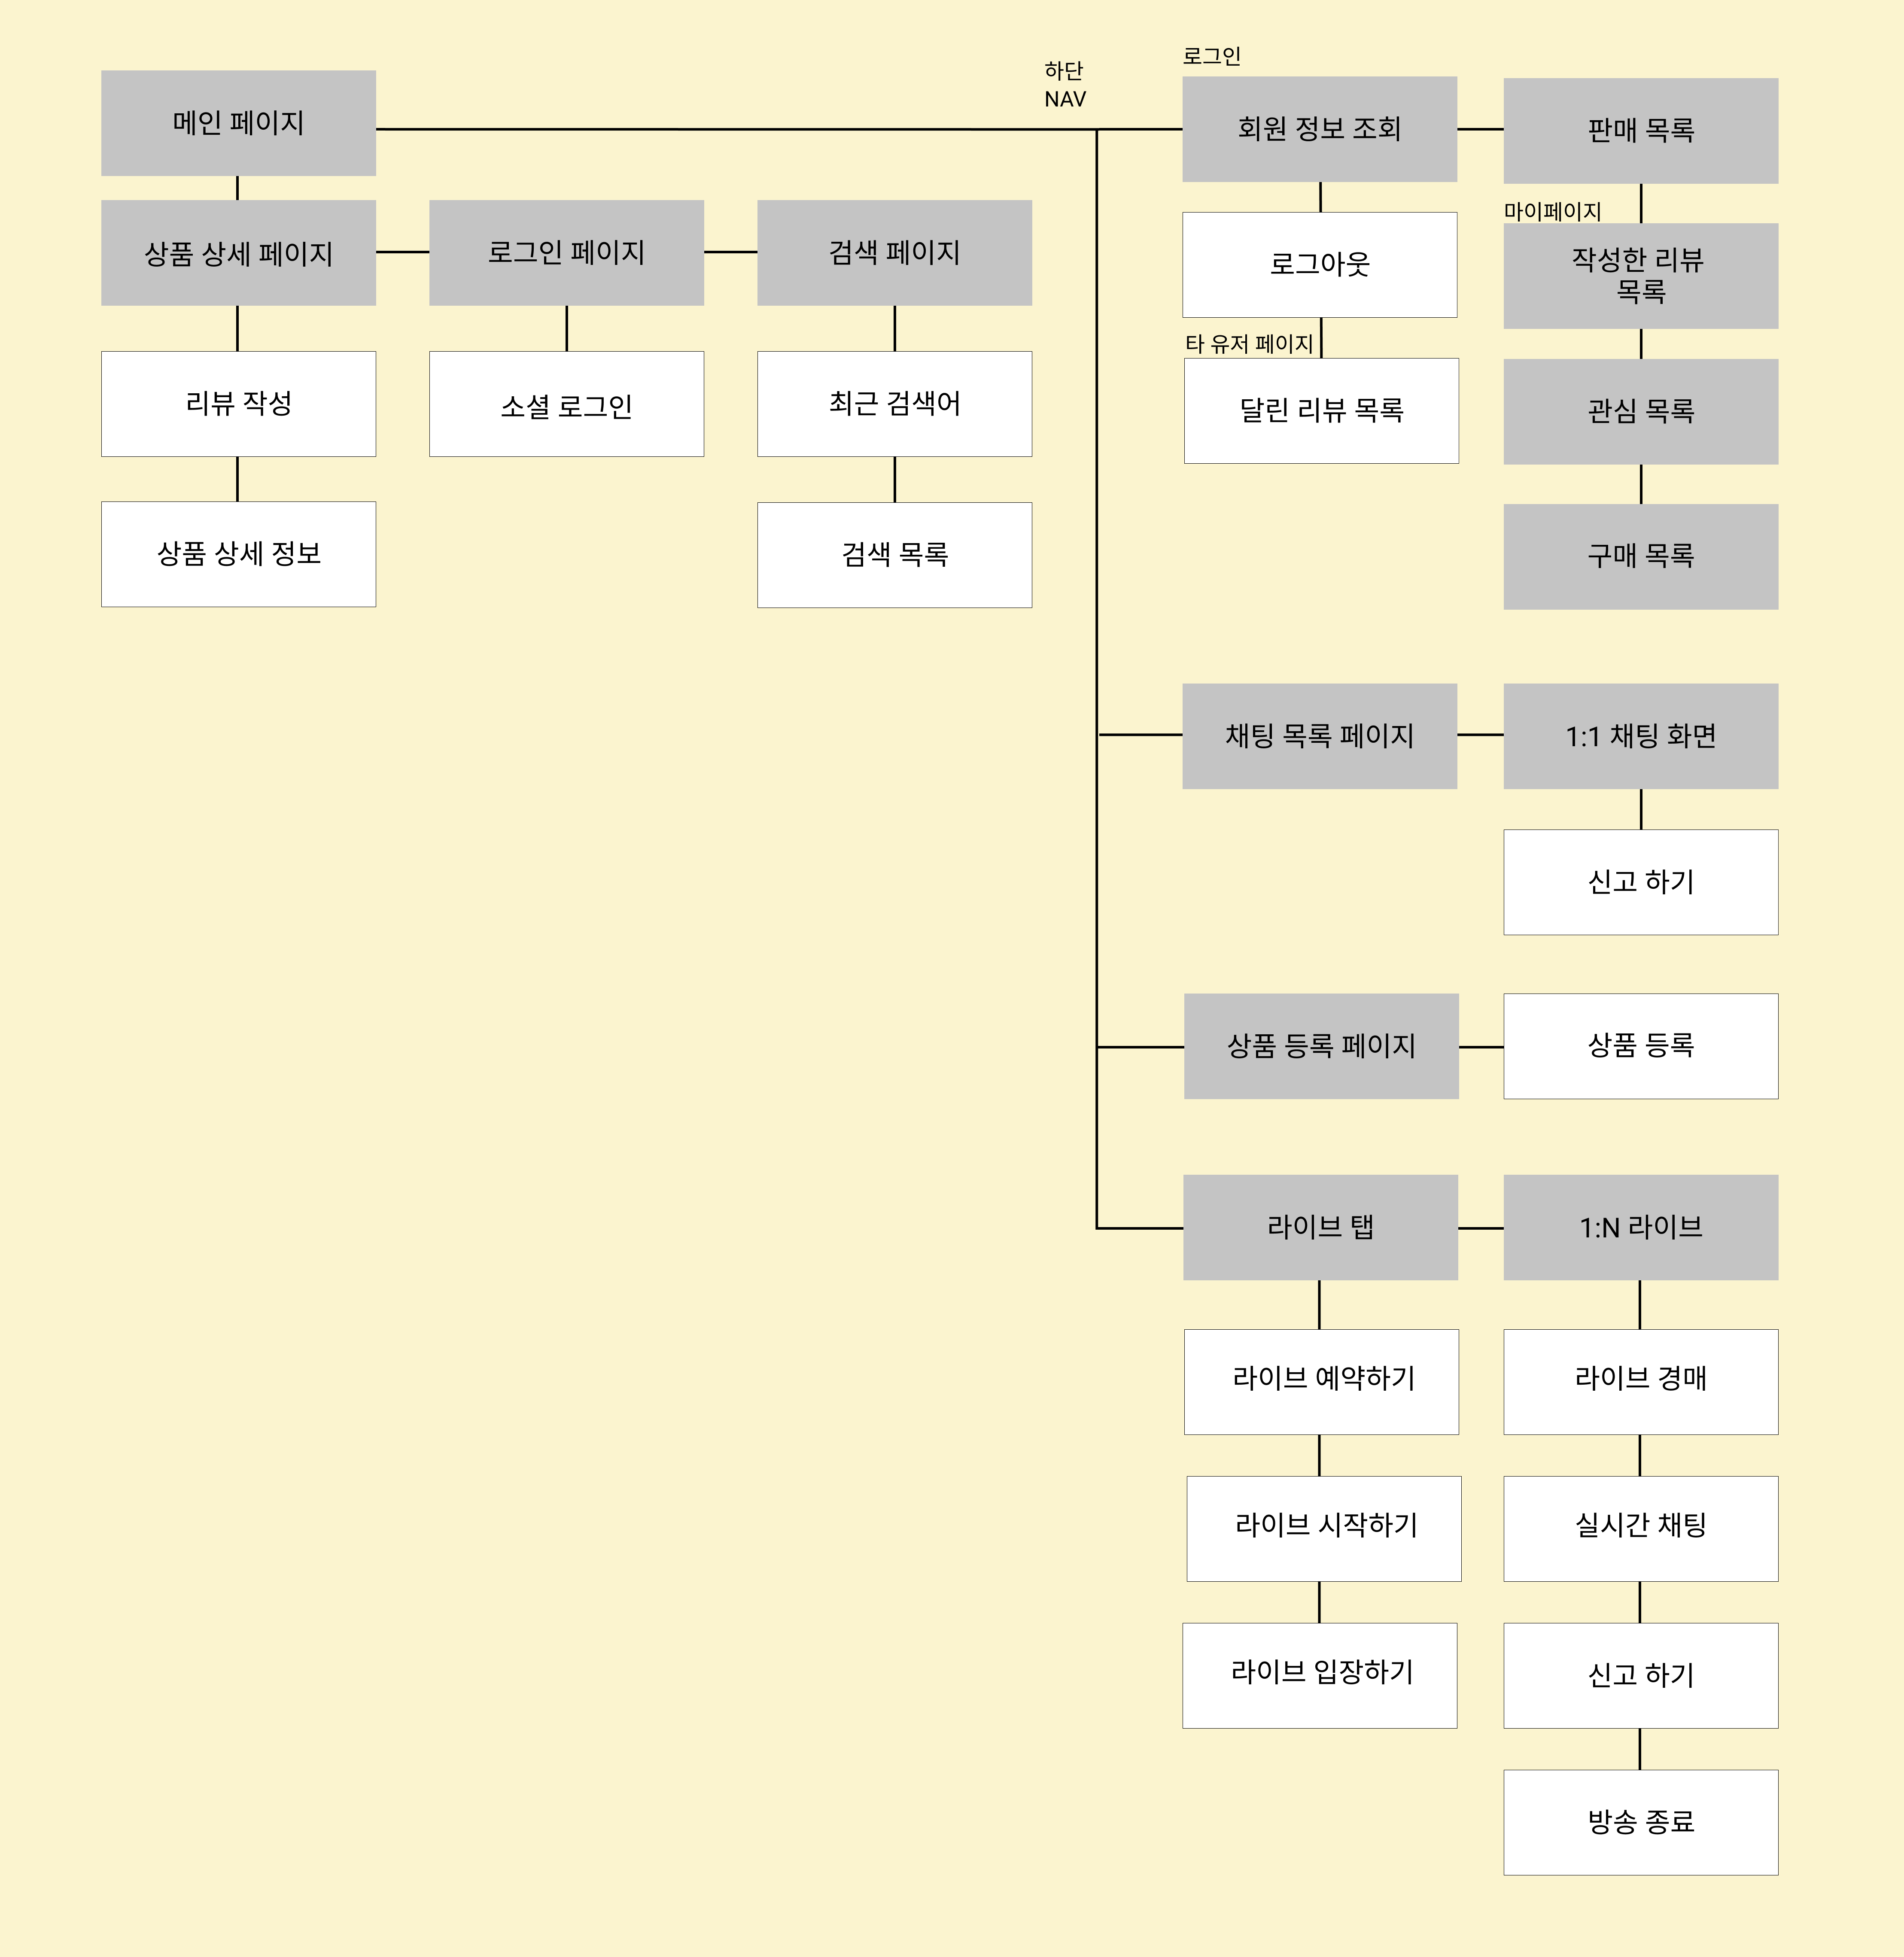 메인 페이지
상품 상세 페이지
로그인 페이지
검색 페이지
리뷰 작성
소셜 로그인
최근 검색어
상품 상세 정보
검색 목록
하단
NAV
로그인
회원 정보 조회
판매 목록
로그아웃
마이페이지
작성한 리뷰
목록
타 유저 페이지
달린 리뷰 목록
관심 목록
구매 목록
채팅 목록 페이지
1:1 채팅 화면
신고 하기
상품 등록 페이지
상품 등록
라이브 탭
1:N 라이브
라이브 예약하기
라이브 경매
라이브 시작하기
실시간 채팅
라이브 입장하기
신고 하기
방송 종료